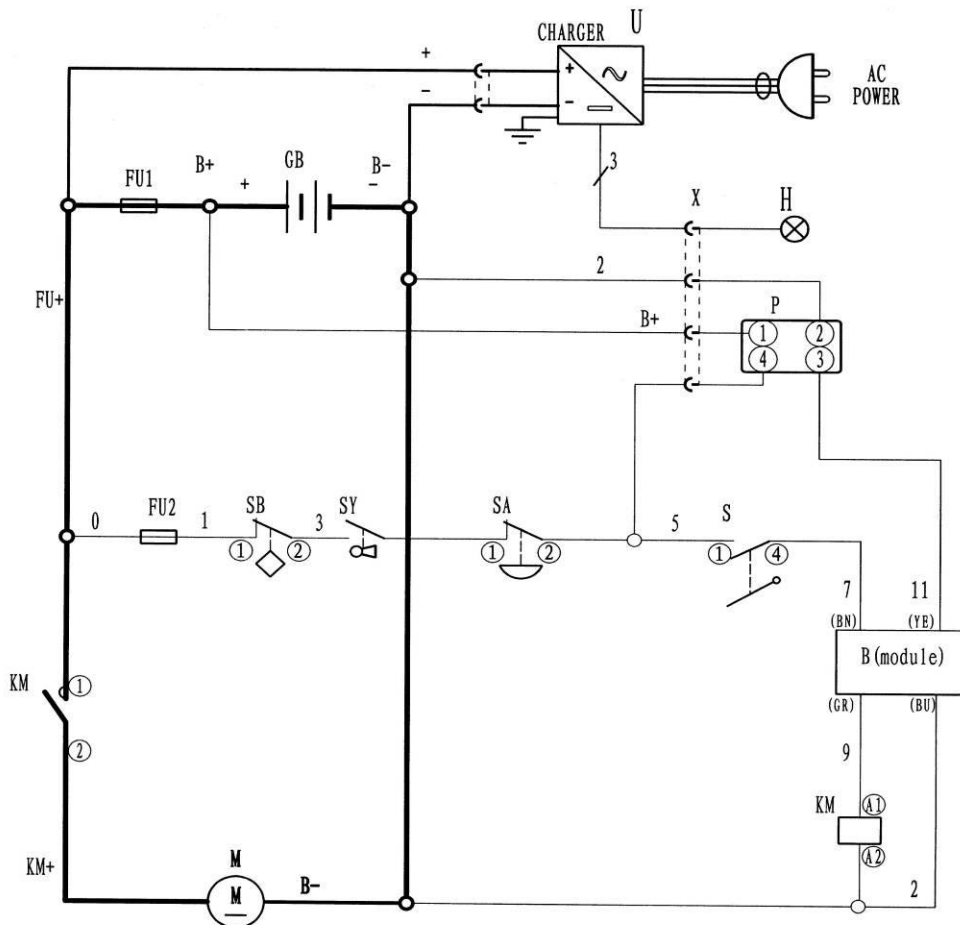 CHARGER U
+
−
+
−
AC
POWER
3
B+
GB
B-
FU1
+
−
X
H
2
P
FU+
B+
1
2
4
3
0
FU2
1
SB
3
SY
SA
5
S
1
2
1
2
1
4
7
11
(BN)
(YE)
B(module)
KM
1
(GR)
(BU)
2
9
KM
A1
A2
KM+
M
M
B-
2